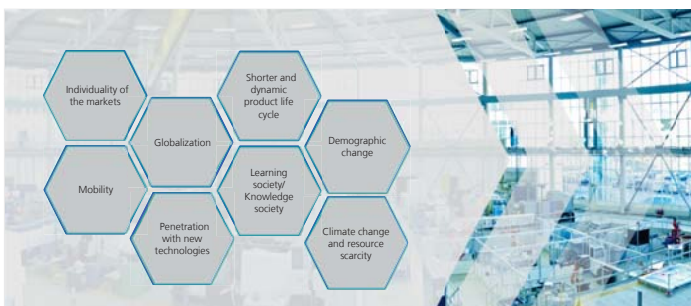 Individuality of
the markets
Mobility
Globalization
Penetration
with new
technologies
Shorter and
dynamic
product life
cycle
Learning
society/
Knowledge
society
Demographic
change
Climate change
and resource
scarcity